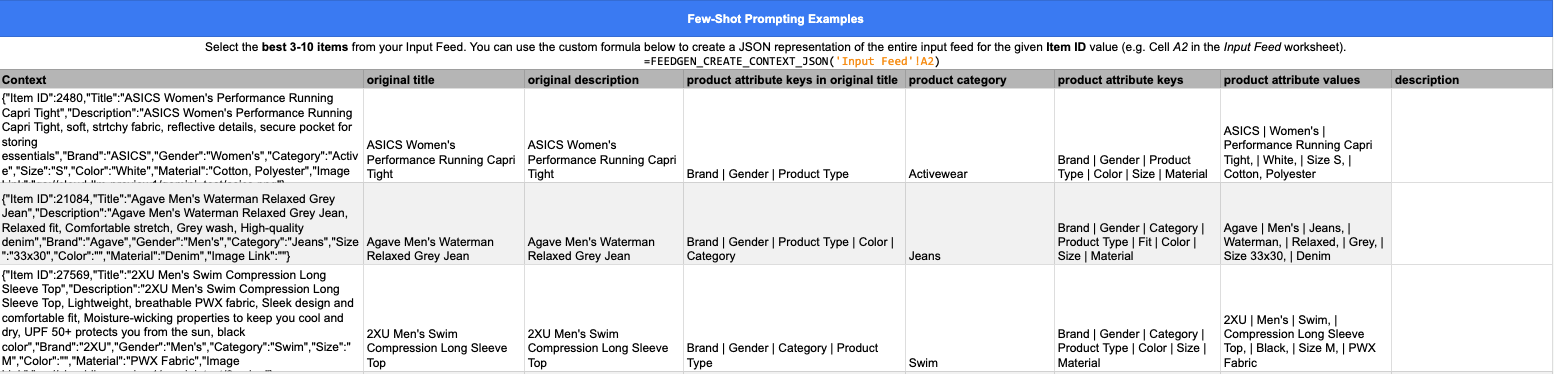 Few-Shot Prompting Examples
Select the best 3-10 items from your Input Feed. You can use the custom formula below to create a JSON representation of the entire input feed for the given Item ID value (e.g. Cell A2 in the Input Feed worksheet).
=FEEDGEN_CREATE_CONTEXT_JSON('Input Feed'!A2)
Context
original title
original description
product attribute keys in original title
product category
product attribute keys
product attribute values
description
{"Item ID":2480,"Title":"ASICS Women's Performance Running
Capri Tight","Description":"ASICS Women's Performance Running
Capri Tight, soft, strtchy fabric, reflective details, secure pocket for
storing
essentials","Brand":"ASICS","Gender":"Women's","Category":"Activ
e","Size":"S","Color":"White","Material":"Cotton, Polyester","Image
ASICS Women's
Performance Running Capri
Tight
ASICS Women's
Performance Running Capri
Tight
Brand | Gender | Product Type
Activewear
Brand | Gender | Product
Type | Color | Size | Material
ASICS | Women's |
Performance Running Capri
Tight, | White, | Size S, |
Cotton, Polyester
{"Item ID":21084,"Title":"Agave Men's Waterman Relaxed Grey
Jean","Description":"Agave Men's Waterman Relaxed Grey Jean,
Relaxed fit, Comfortable stretch, Grey wash, High-quality
denim","Brand":"Agave","Gender":"Men's","Category":"Jeans","Size
":"33x30","Color":"","Material":"Denim","Image Link":""}
Agave Men's Waterman
Relaxed Grey Jean
Agave Men's Waterman
Relaxed Grey Jean
Brand | Gender | Product Type | Color |
Category
Jeans
Brand | Gender | Category |
Product Type | Fit | Color |
Size | Material
Agave | Men's | Jeans, |
Waterman, | Relaxed, | Grey, |
Size 33x30, | Denim
{"Item ID":27569,"Title":"2XU Men's Swim Compression Long
Sleeve Top","Description":"2XU Men's Swim Compression Long
Sleeve Top, Lightweight, breathable PWX fabric, Sleek design and
comfortable fit, Moisture-wicking properties to keep you cool and
dry, UPF 50+ protects you from the sun, black
color","Brand":"2XU","Gender":"Men's","Category":"Swim","Size":"
M","Color":"","Material":"PWX Fabric","Image
2XU Men's Swim
Compression Long Sleeve
Top
2XU Men's Swim
Compression Long Sleeve
Top
Brand | Gender | Category | Product
Type
Swim
Brand | Gender | Category |
Product Type | Color | Size |
Material
2XU | Men's | Swim, |
Compression Long Sleeve
Top, | Black, | Size M, | PWX
Fabric